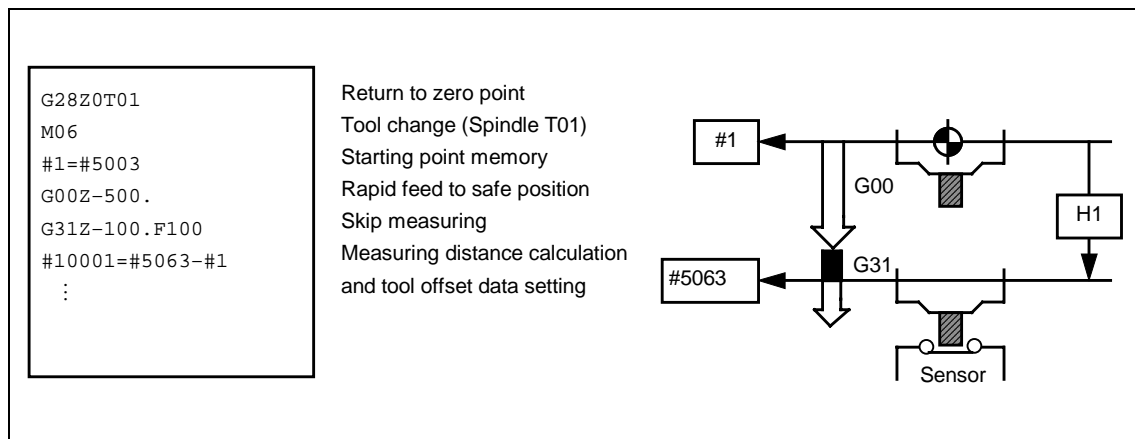 G28Z0T01
M06
#1=#5003
G00Z−500.
G31Z−100.F100
#10001=#5063−#1
⋮
Return to zero point
Tool change (Spindle T01)
Starting point memory
Rapid feed to safe position
Skip measuring
Measuring distance calculation
and tool offset data setting
#1
G00
H1
G31
#5063
Sensor